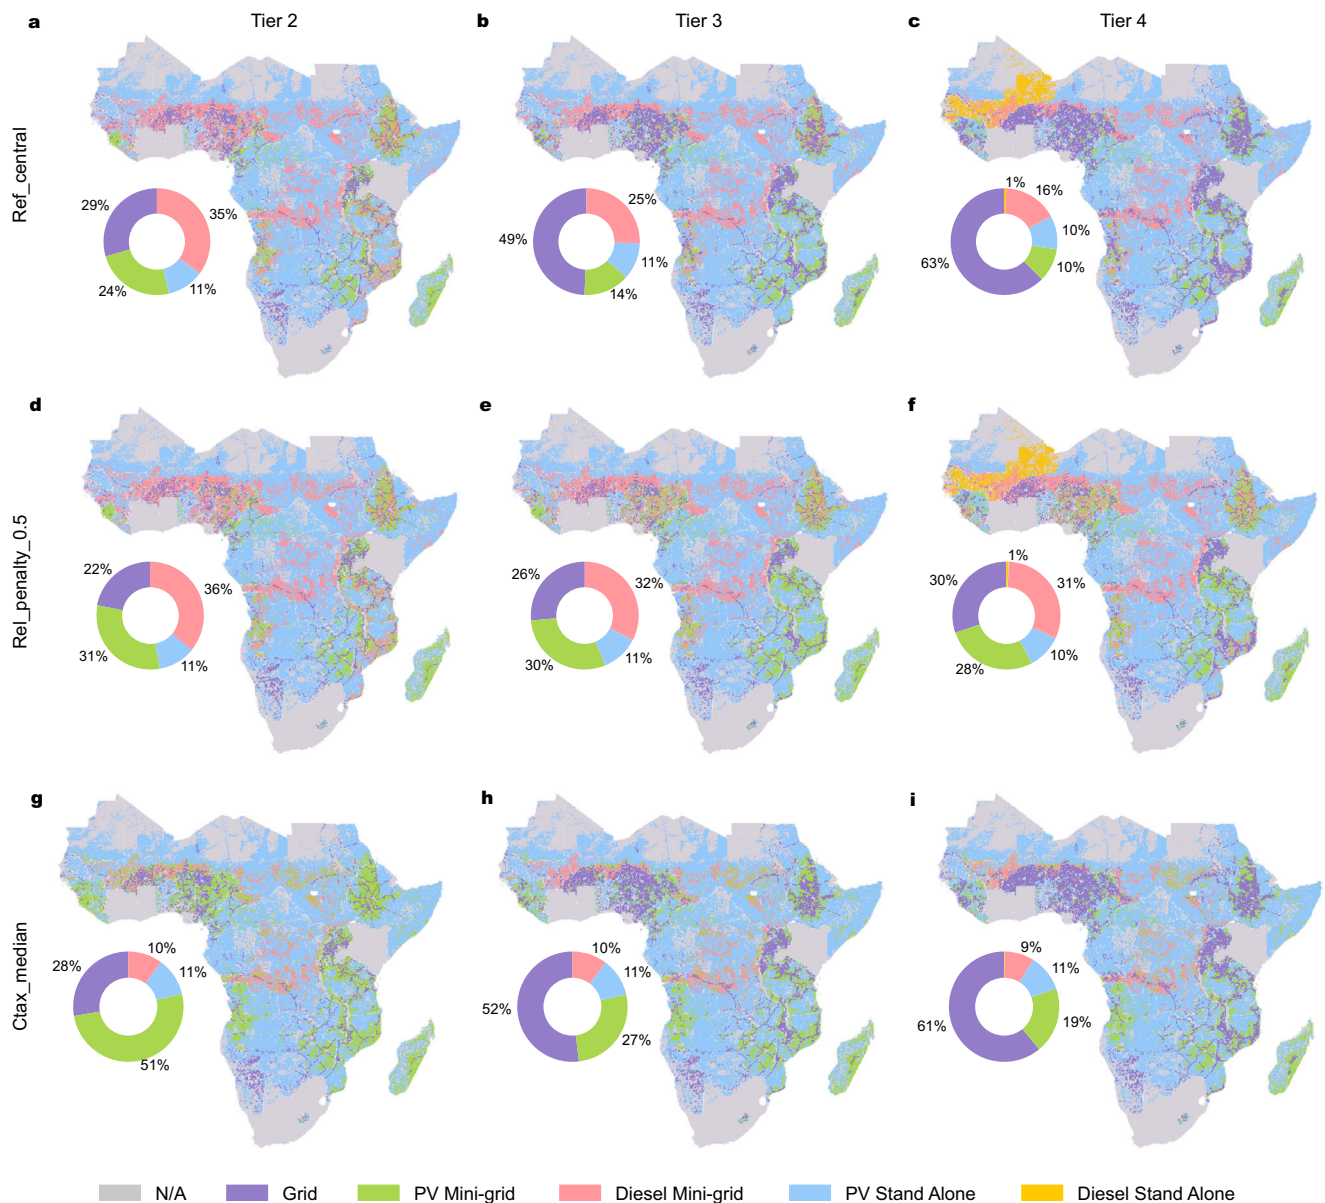 a
Tier 2
b
Tier 3
c
Tier 4
Ref_central
29%
35%
24%
11%
49%
25%
11%
14%
1%
16%
10%
10%
63%
d
e
f
Rel_penalty_0.5
22%
36%
31%
11%
26%
32%
30%
11%
1%
30%
31%
28%
10%
g
h
i
Ctax_median
28%
10%
11%
51%
52%
10%
11%
27%
9%
11%
19%
61%
N/A
Grid
PV Mini-grid
Diesel Mini-grid
PV Stand Alone
Diesel Stand Alone